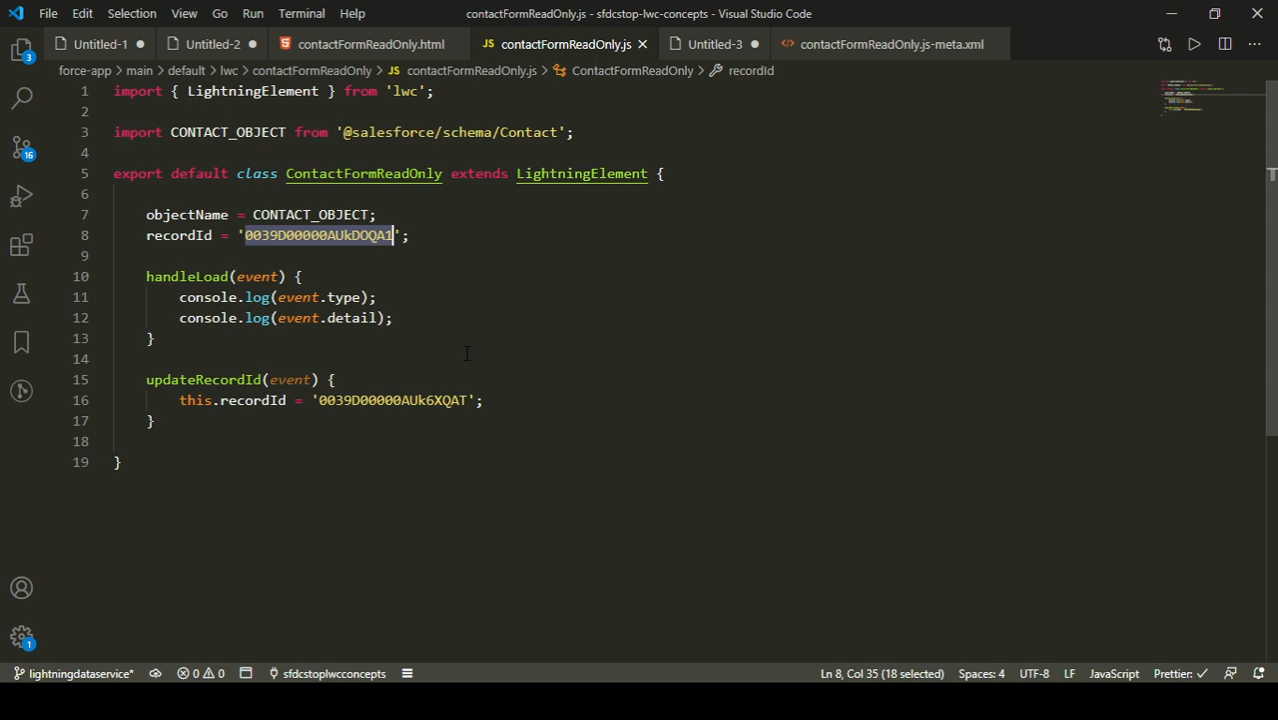 File Edit Selection View Go Run Terminal Help contactFormReadOnly.js - sfdcstop-lwc-concepts - Visual Studio Code
Untitled-1 Untitled-2 contactFormReadOnly.html JS contactFormReadOnly.js Untitled-3 contactFormReadOnly.js-meta.xml
force-app > main > default > lwc > contactFormReadOnly > JS contactFormReadOnly.js > ContactFormReadOnly > recordId
1 import { LightningElement } from 'lwc';
2
3 import CONTACT_OBJECT from '@salesforce/schema/Contact';
4
5 export default class ContactFormReadOnly extends LightningElement {
6
7 objectName = CONTACT_OBJECT;
8 recordId = '0039D00000AUkDOQA1';
9
10 handleLoad(event) {
11 console.log(event.type);
12 console.log(event.detail);
13 }
14
15 updateRecordId(event) {
16 this.recordId = '0039D00000AUk6XQAT';
17 }
18
19 }
3
16
1
lightningdataservice* 0 0 sfdcstoplwcconcepts Ln 8, Col 35 (18 selected) Spaces: 4 UTF-8 LF JavaScript Prettier: ✓